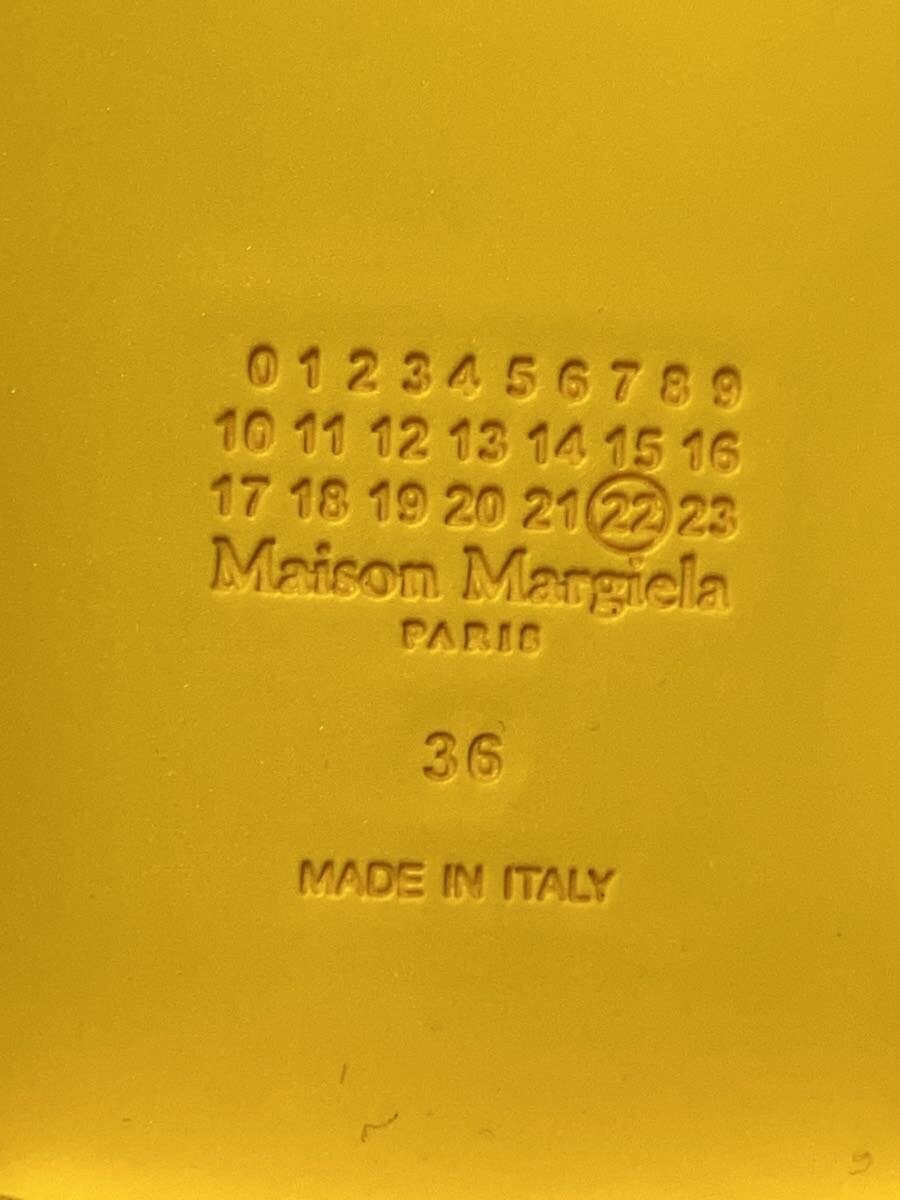 0 1 2 3 4 5 6 7 8 9
10 11 12 13 14 15 16
17 18 19 20 21 22 23
Maison Margiela
PARIS
36
MADE IN ITALY